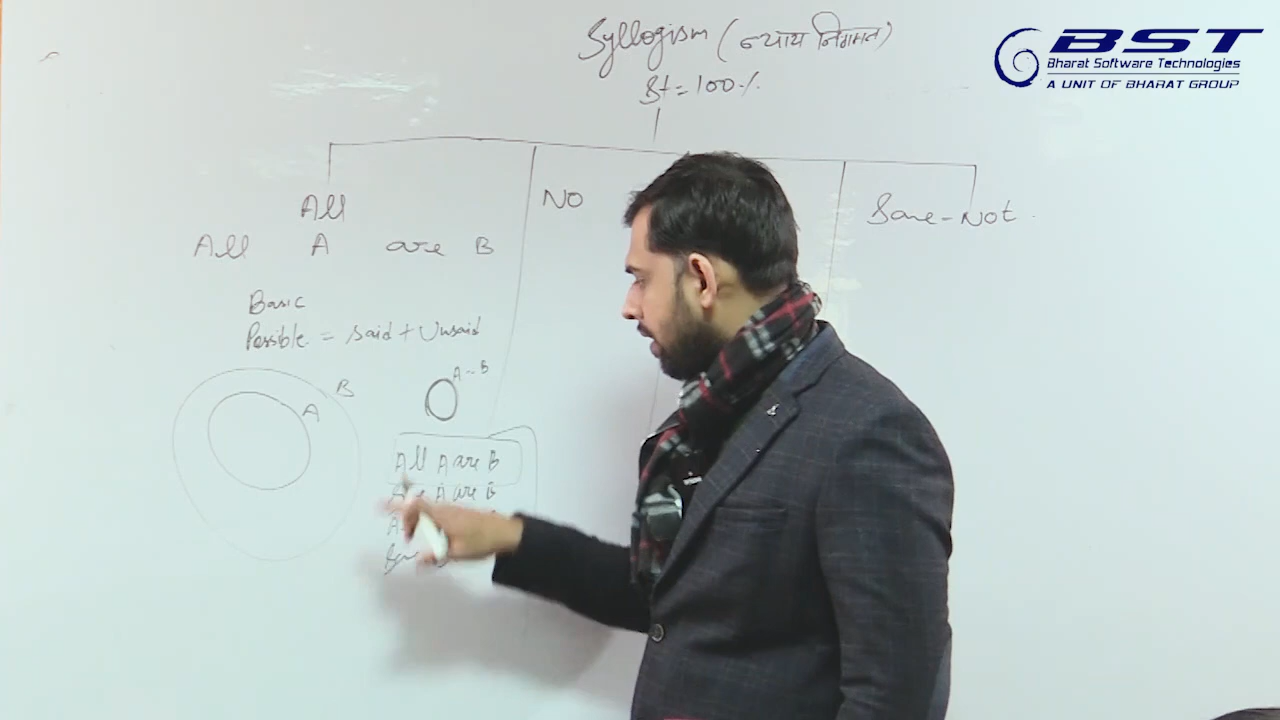 Syllogism (न्याय निगमन)
St = 100%
BST
Bharat Software Technologies
A UNIT OF BHARAT GROUP
All
NO
Some-Not
All A are B
Basic
Possible = Said + Unsaid
A
B
A ~ B
All A are B
A are B